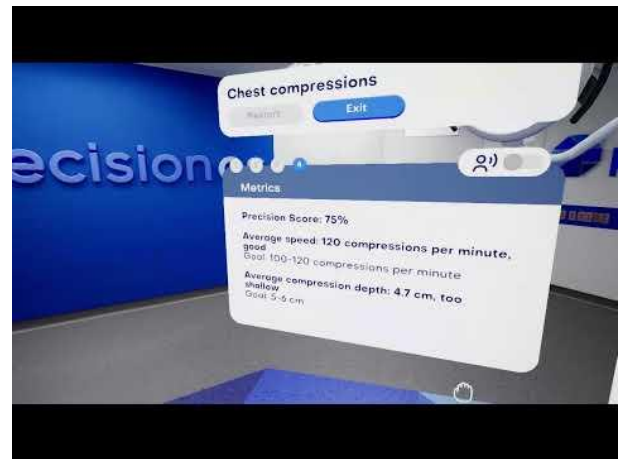 Chest compressions
Restart
Exit
ecision
Metrics
Precision Score: 75%
Average speed: 120 compressions per minute,
good
Goal: 100-120 compressions per minute
Average compression depth: 4.7 cm, too
shallow
Goal: 5-6 cm